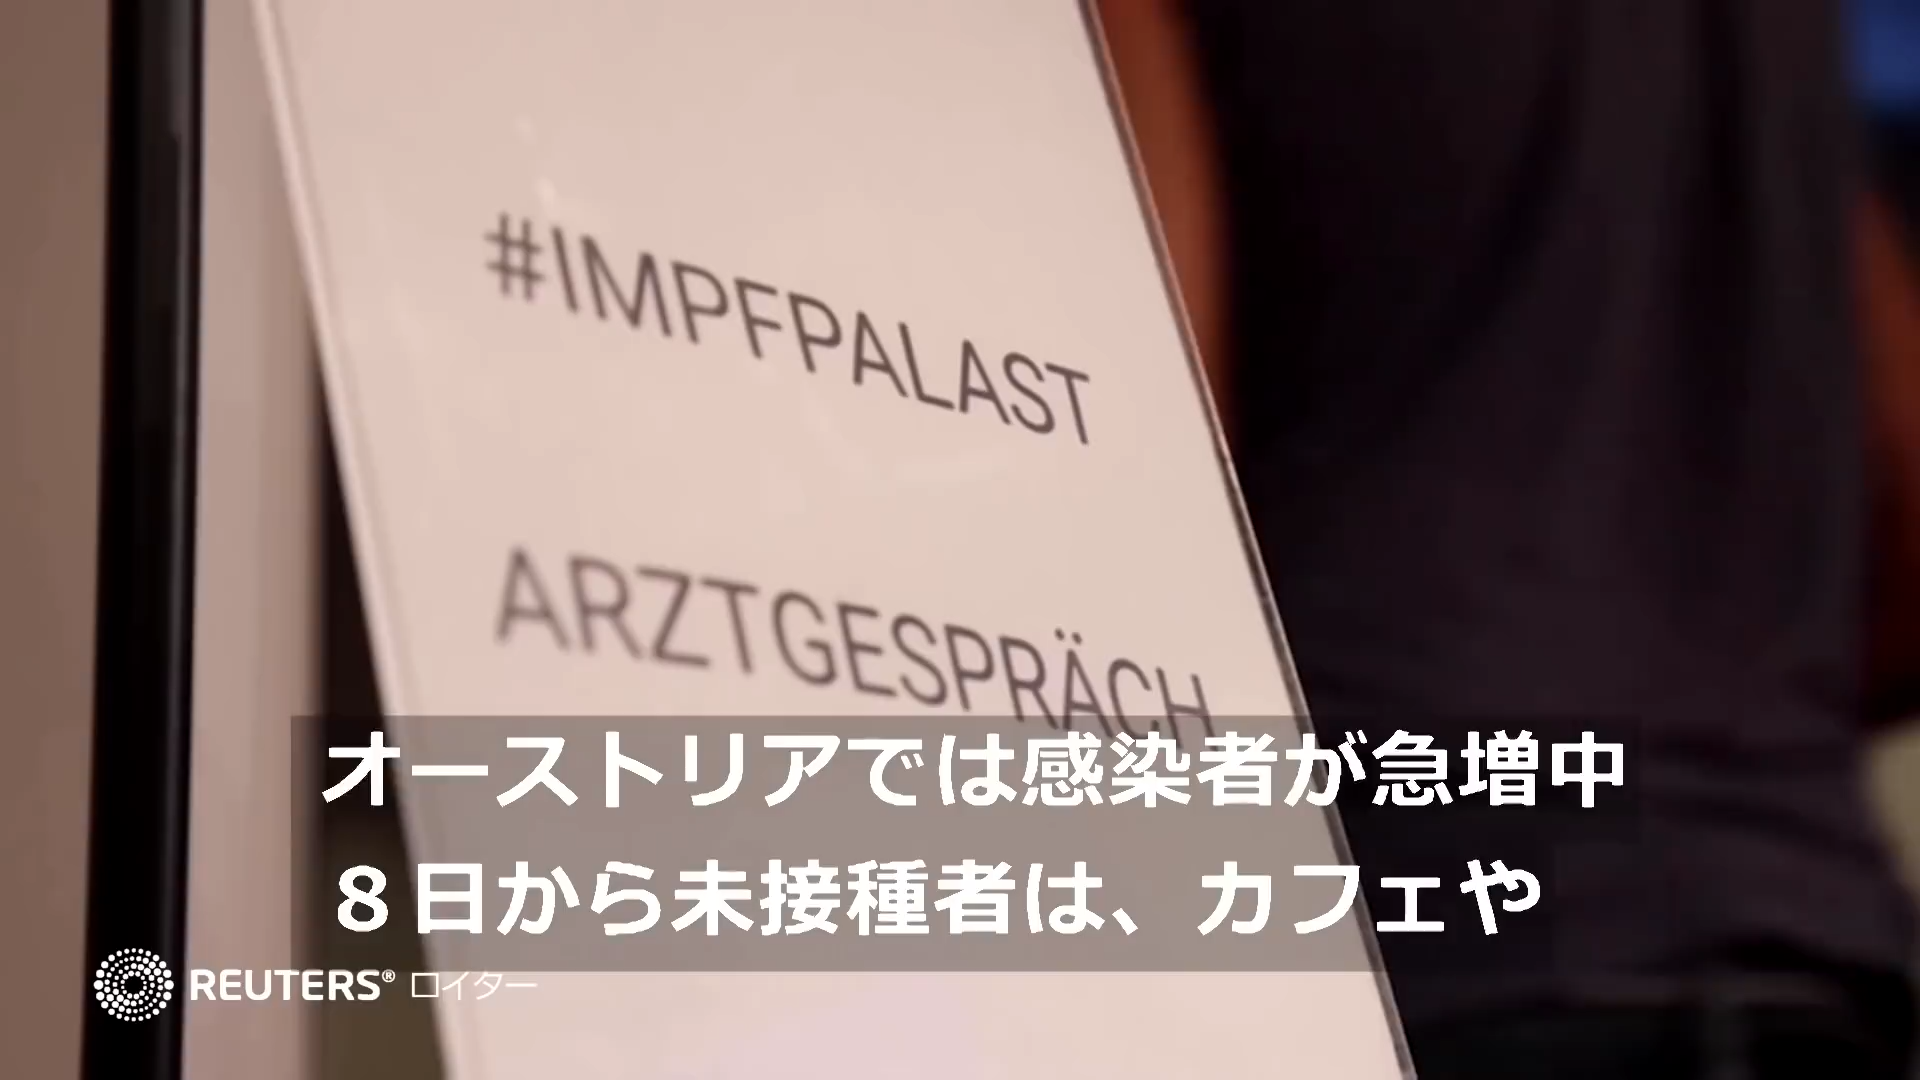 #IMPFPALAST
ARZTGESPRÄCH
オーストリアでは感染者が急増中
８日から未接種者は、カフェや
REUTERS® ロイター